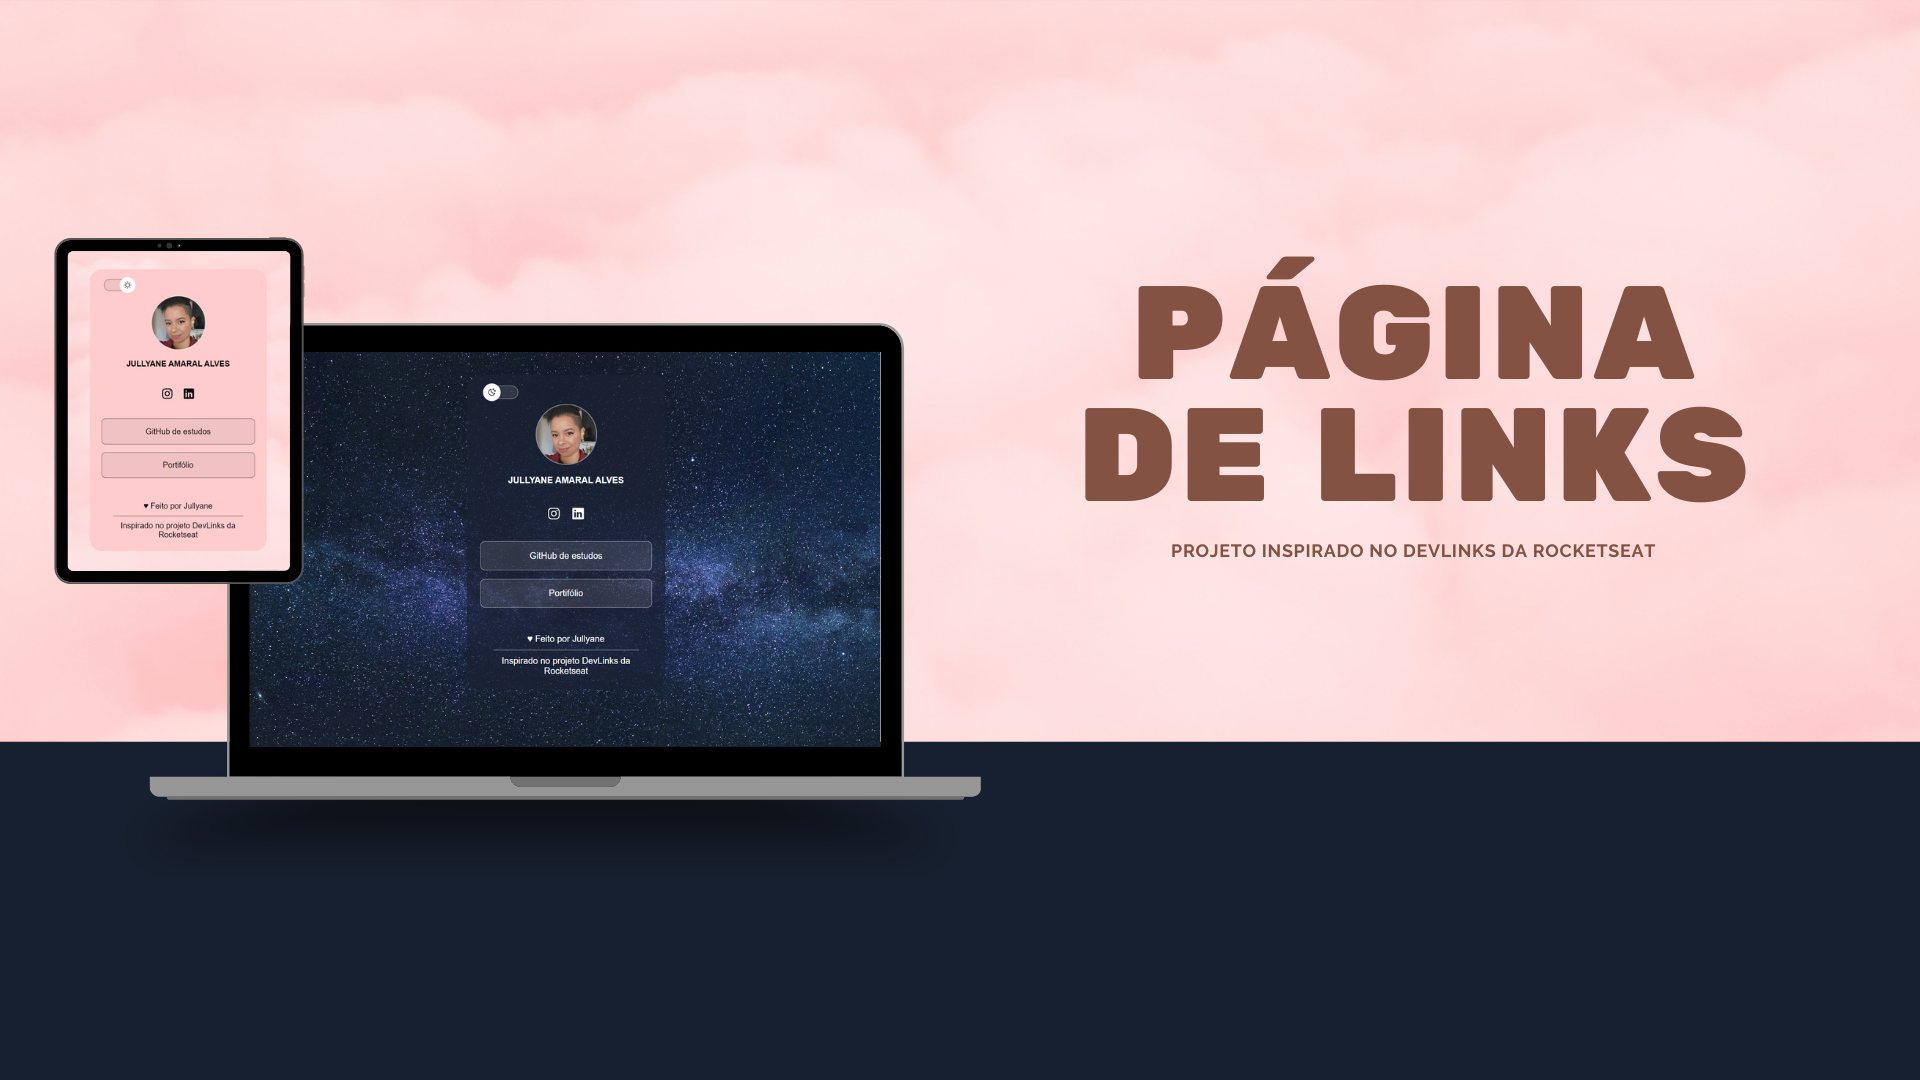 JULLYANE AMARAL ALVES
GitHub de estudos
Portifólio
♥ Feito por Jullyane
Inspirado no projeto DevLinks da
Rocketseat
JULLYANE AMARAL ALVES
GitHub de estudos
Portifólio
♥ Feito por Jullyane
Inspirado no projeto DevLinks da
Rocketseat
PÁGINA
DE LINKS
PROJETO INSPIRADO NO DEVLINKS DA ROCKETSEAT